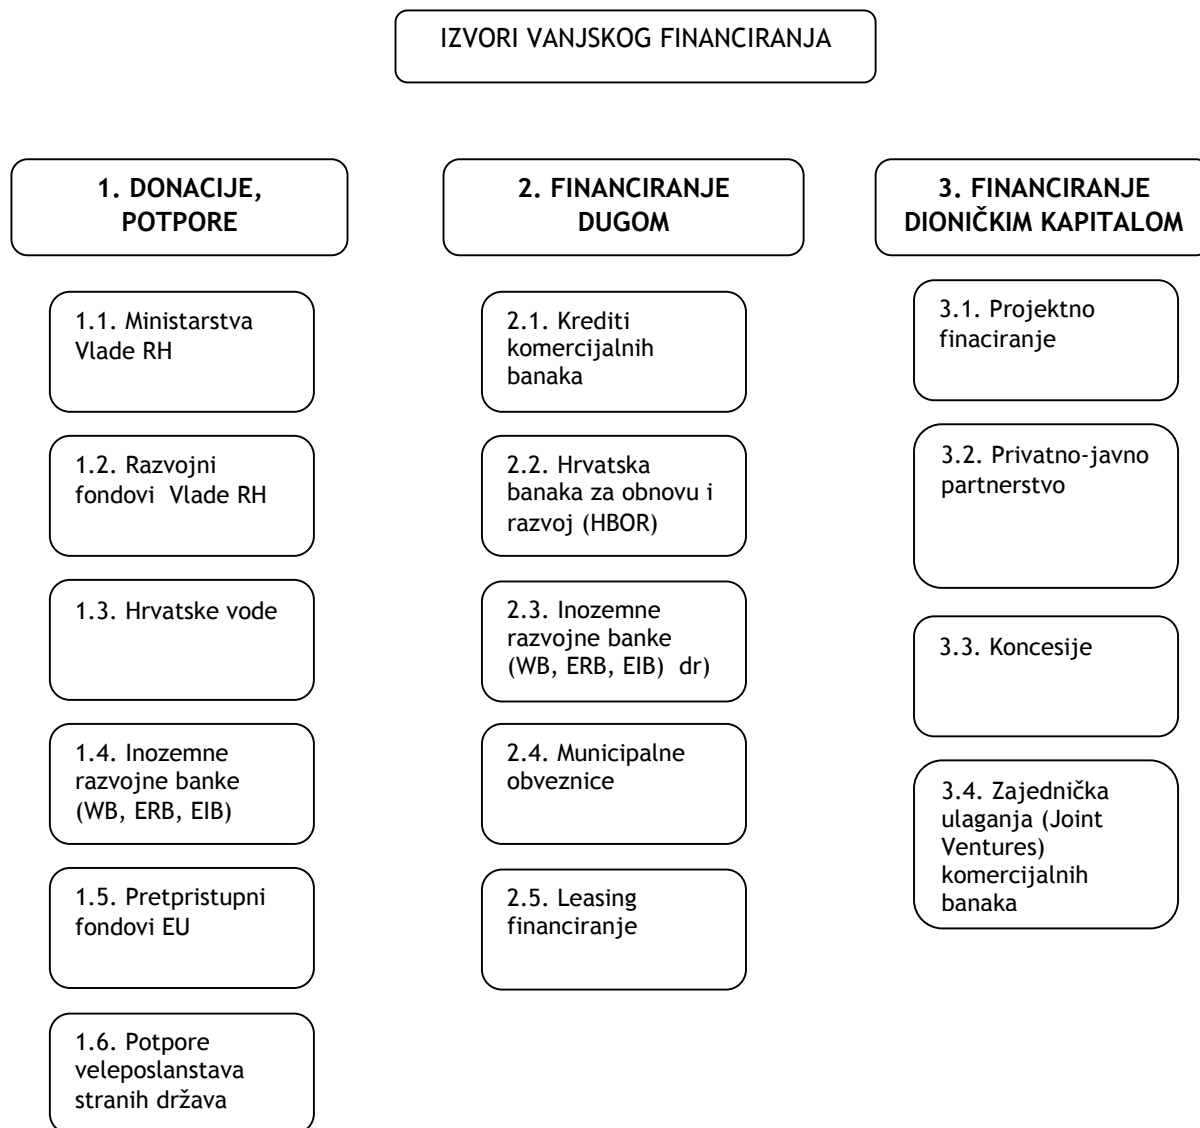 IZVORI VANJSKOG FINANCIRANJA
1. DONACIJE,
POTPORE
1.1. Ministarstva
Vlade RH
1.2. Razvojni
fondovi  Vlade RH
1.3. Hrvatske vode
1.4. Inozemne
razvojne banke
(WB, ERB, EIB)
1.5. Pretpristupni
fondovi EU
1.6. Potpore
veleposlanstava
stranih država
2. FINANCIRANJE
DUGOM
2.1. Krediti
komercijalnih
banaka
2.2. Hrvatska
banaka za obnovu i
razvoj (HBOR)
2.3. Inozemne
razvojne banke
(WB, ERB, EIB)  dr)
2.4. Municipalne
obveznice
2.5. Leasing
financiranje
3. FINANCIRANJE
DIONIČKIM KAPITALOM
3.1. Projektno
finaciranje
3.2. Privatno-javno
partnerstvo
3.3. Koncesije
3.4. Zajednička
ulaganja (Joint
Ventures)
komercijalnih
banaka